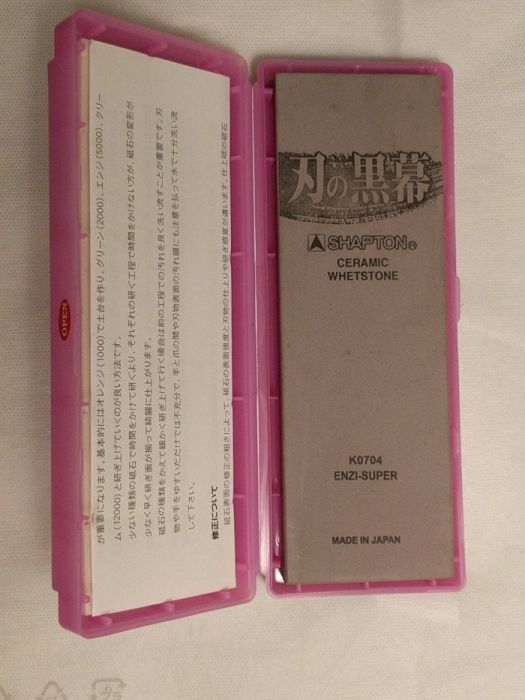 が重要になります。基本的にはオレンジ(1000)で土台を作り、グリーン(2000)、エンジ(5000)、クリー
ム(12000)と研ぎ上げていくのが良い方法です。
少ない種類の砥石で時間をかけて研ぐより、それぞれの研ぐ工程で時間をかけない方が、砥石の変形が
少なく早く研ぎ面が揃って綺麗に仕上がります。
砥石の種類をかえて細かく研ぎ上げて行く場合は前の工程での汚れを良く洗い流すことが重要です。刃
物や手をゆすいだだけでは不充分で、手と爪の間や刃物表面の汚れ膜にも注意を払って水で十分洗い流
して下さい。
修正について
砥石表面の修正の粗さによって、砥石の表面強度と刃物の仕上りや研ぎ感覚が違います。仕上砥の砥石
OPEN
刃の黒幕
SHAPTON
CERAMIC
WHETSTONE
K0704
ENZI-SUPER
MADE IN JAPAN